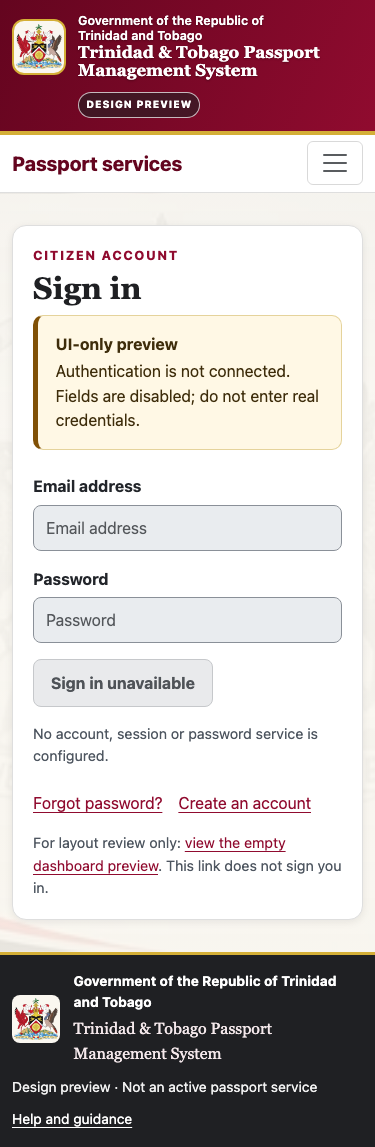 Government of the Republic of
Trinidad and Tobago
Trinidad & Tobago Passport
Management System
DESIGN PREVIEW
Passport services
CITIZEN ACCOUNT
Sign in
UI-only preview
Authentication is not connected.
Fields are disabled; do not enter real
credentials.
Email address
Email address
Password
Password
Sign in unavailable
No account, session or password service is
configured.
Forgot password? Create an account
For layout review only: view the empty
dashboard preview. This link does not sign you
in.
Government of the Republic of Trinidad
and Tobago
Trinidad & Tobago Passport
Management System
Design preview · Not an active passport service
Help and guidance